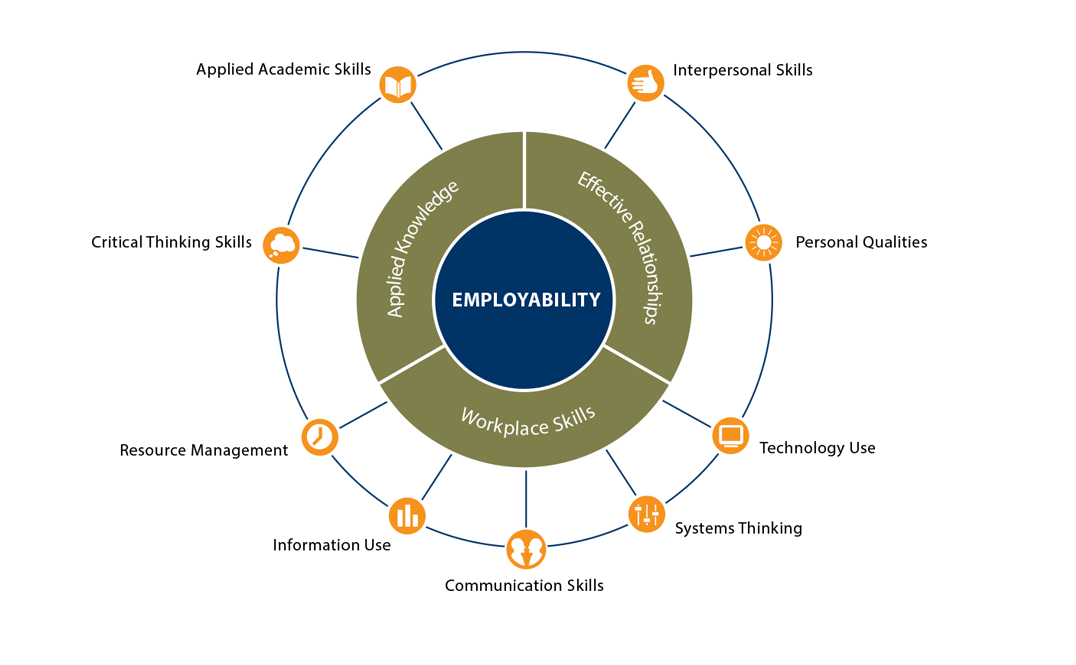 Applied Academic Skills
Interpersonal Skills
Critical Thinking Skills
Personal Qualities
Applied Knowledge
Effective Relationships
EMPLOYABILITY
Workplace Skills
Resource Management
Technology Use
Information Use
Systems Thinking
Communication Skills